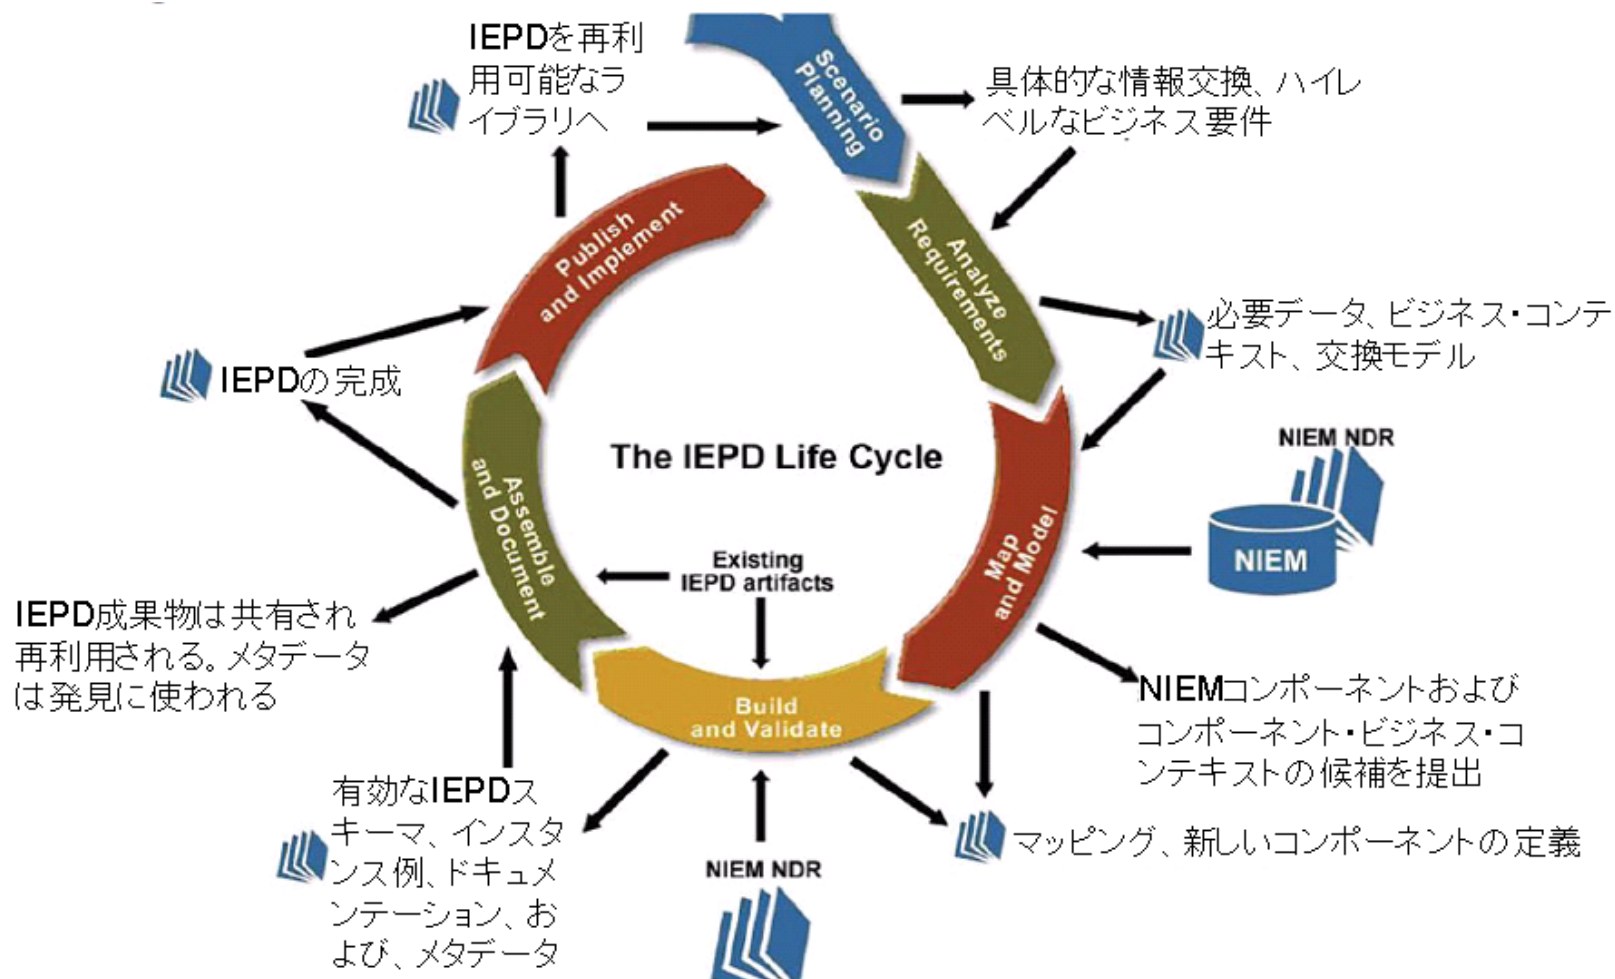 IEPDを再利
用可能なラ
イブラリへ
Scenario
Planning
具体的な情報交換、ハイレ
ベルなビジネス要件
Publish
and Implement
Analyze
Requirements
必要データ、ビジネス・コンテ
キスト、交換モデル
IEPDの完成
The IEPD Life Cycle
NIEM NDR
NIEM
Assemble
and Document
Existing
IEPD artifacts
Map
and Model
IEPD成果物は共有され
再利用される。メタデータ
は発見に使われる
NIEMコンポーネントおよび
コンポーネント・ビジネス・コ
ンテキストの候補を提出
Build
and Validate
有効なIEPDス
キーマ、インスタ
ンス例、ドキュメ
ンテーション、お
よび、メタデータ
マッピング、新しいコンポーネントの定義
NIEM NDR